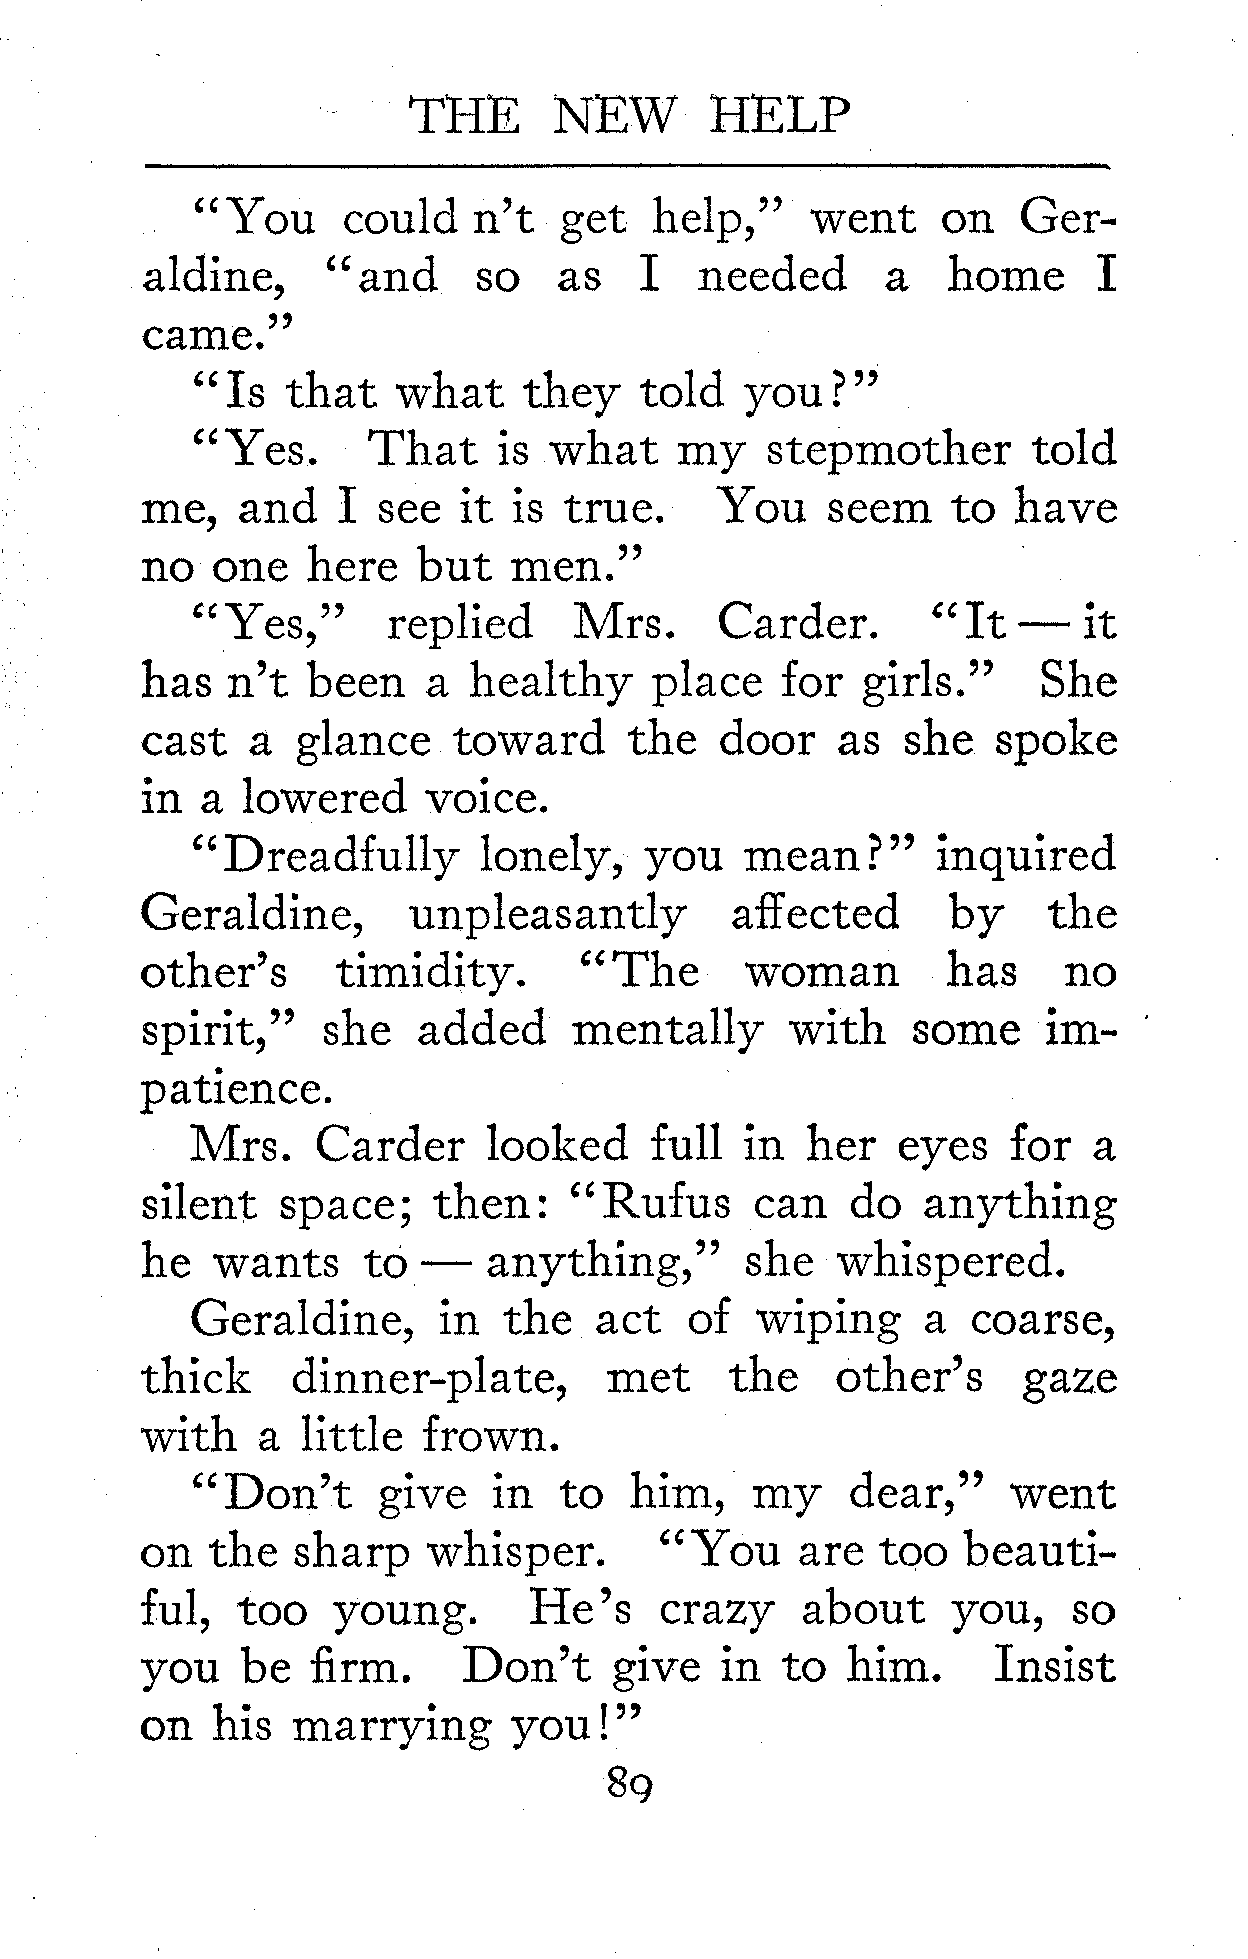 THE NEW HELP
“You could n’t get help,” went on Ger-
aldine, “and so as I needed a home I
came.”
“Is that what they told you?”
“Yes. That is what my stepmother told
me, and I see it is true. You seem to have
no one here but men.”
“Yes,” replied Mrs. Carder. “It — it
has n’t been a healthy place for girls.” She
cast a glance toward the door as she spoke
in a lowered voice.
“Dreadfully lonely, you mean?” inquired
Geraldine, unpleasantly affected by the
other’s timidity. “The woman has no
spirit,” she added mentally with some im-
patience.
Mrs. Carder looked full in her eyes for a
silent space; then: “Rufus can do anything
he wants to — anything,” she whispered.
Geraldine, in the act of wiping a coarse,
thick dinner-plate, met the other’s gaze
with a little frown.
“Don’t give in to him, my dear,” went
on the sharp whisper. “You are too beauti-
ful, too young. He’s crazy about you, so
you be firm. Don’t give in to him. Insist
on his marrying you!”
89